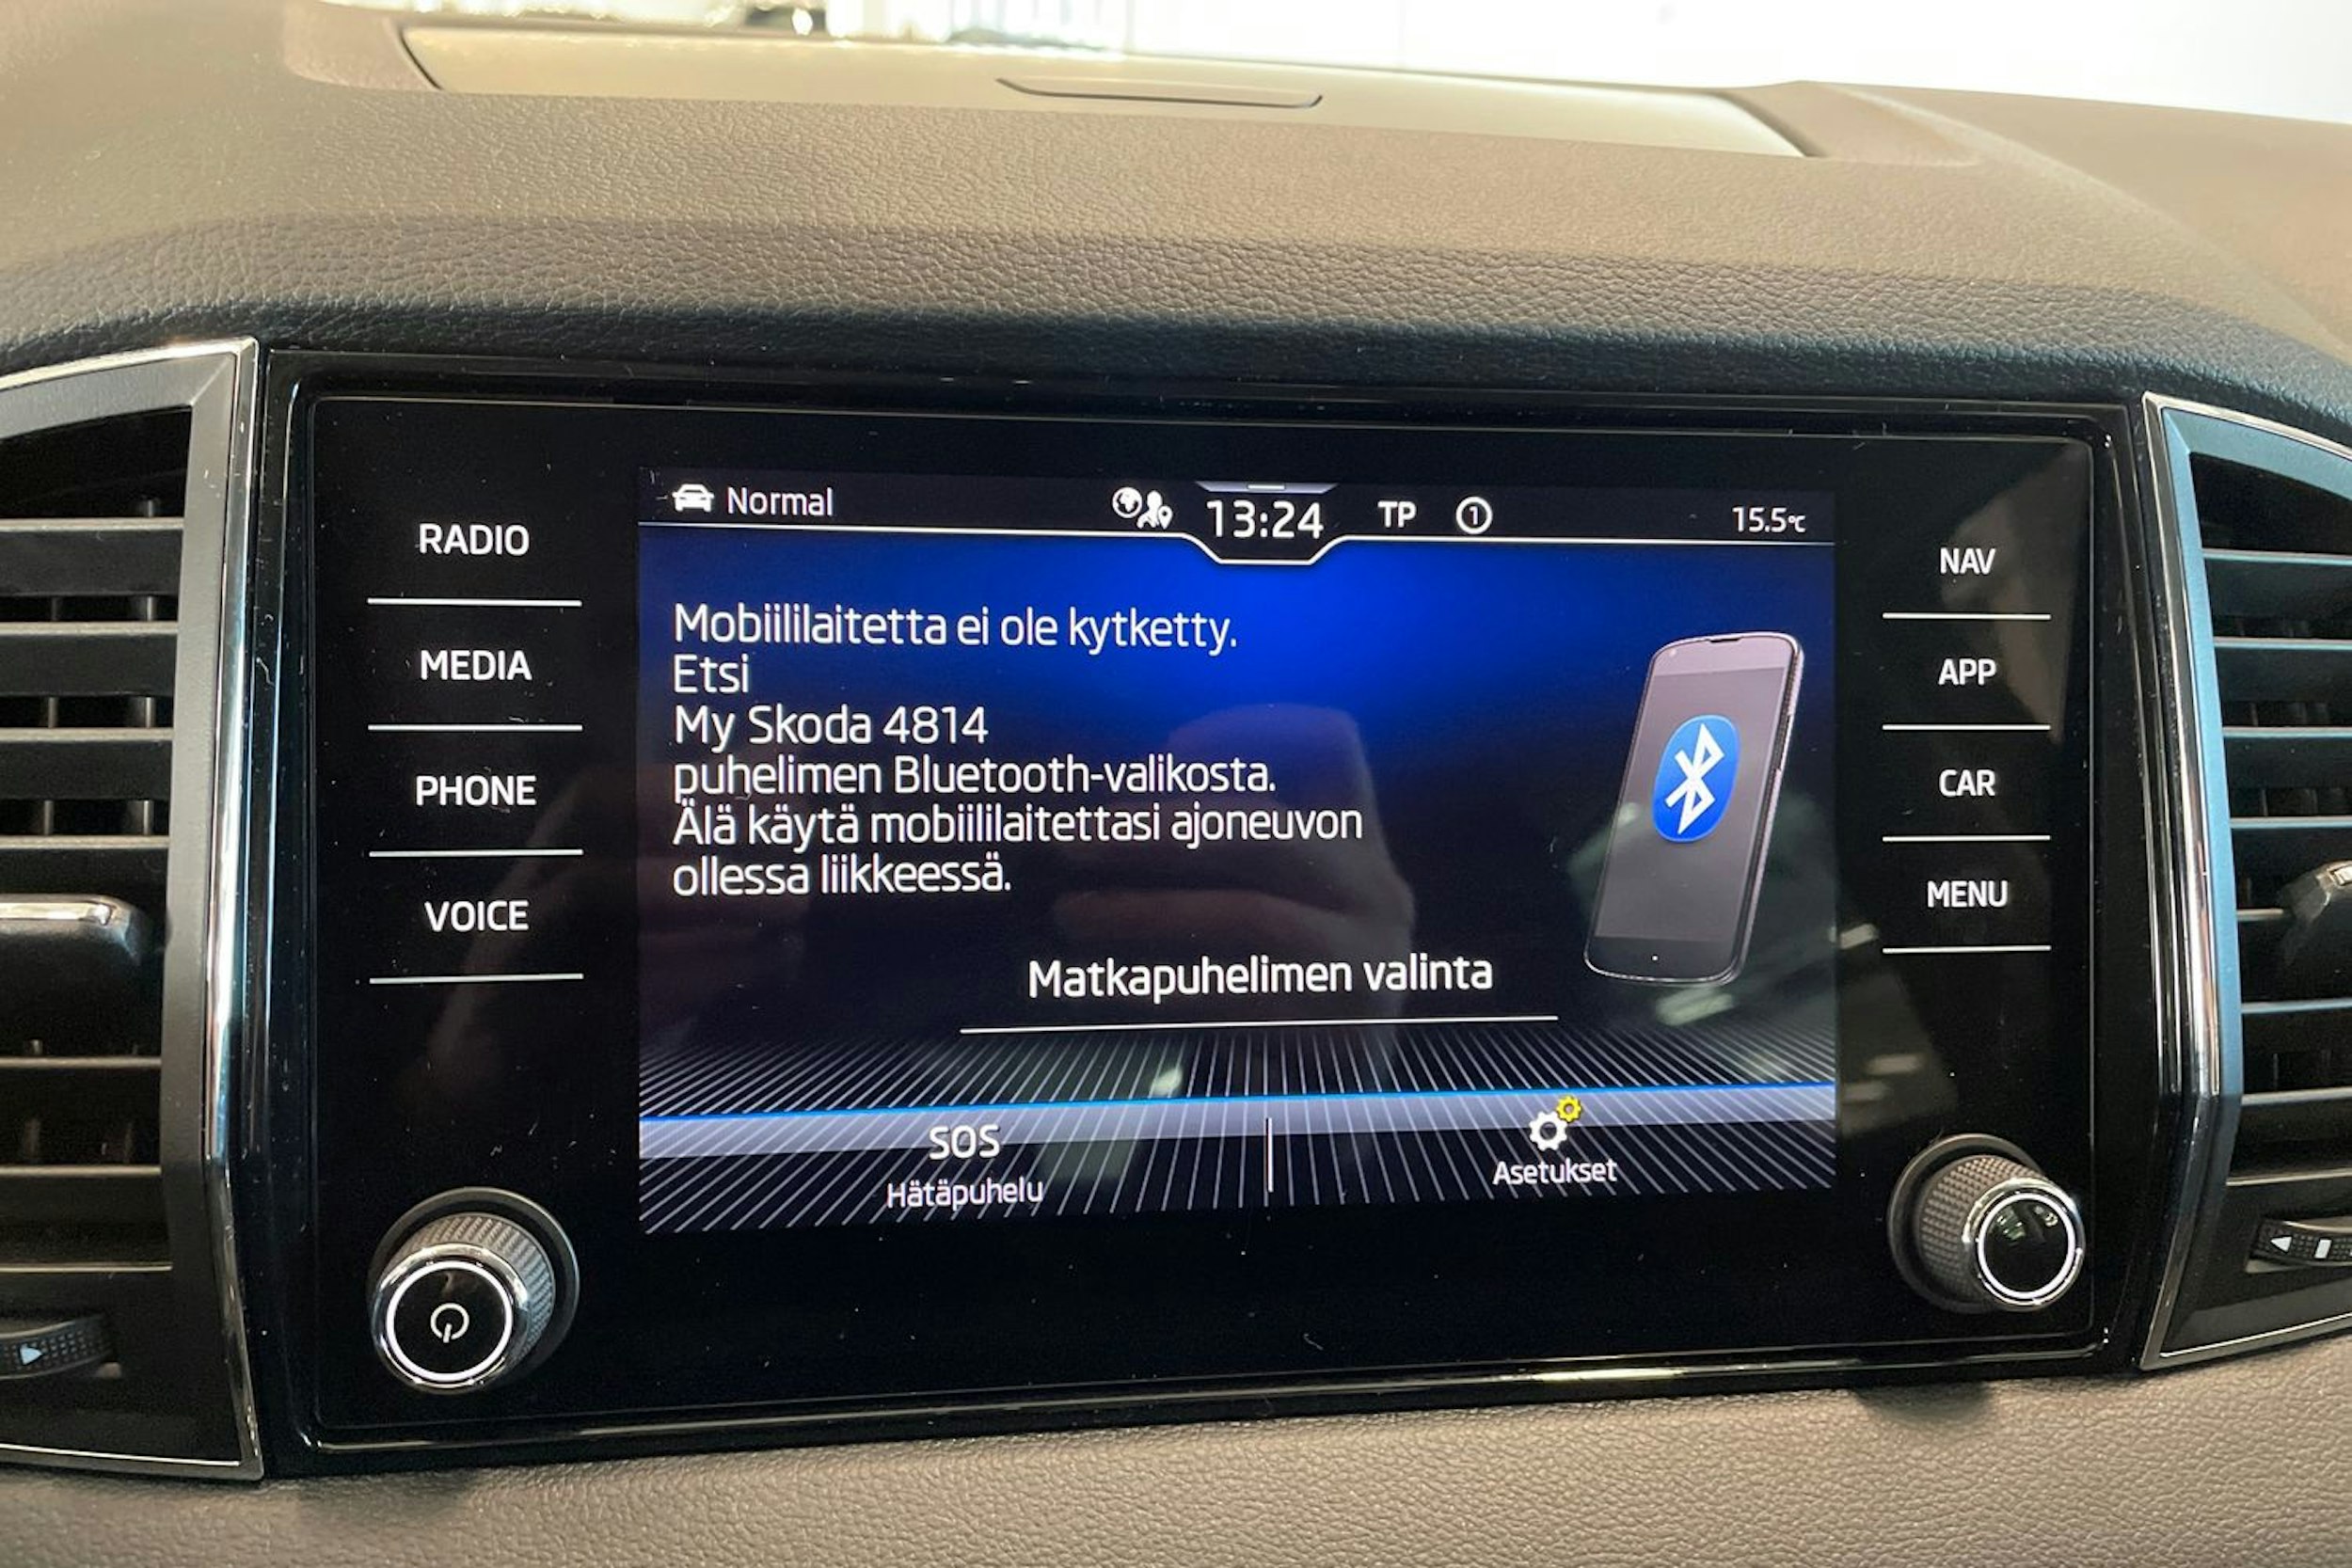 RADIO
MEDIA
PHONE
VOICE
Normal
13:24
TP
1
15.5°C
Mobiililaitetta ei ole kytketty.
Etsi
My Skoda 4814
puhelimen Bluetooth-valikosta.
Älä käytä mobiililaitettasi ajoneuvon
ollessa liikkeessä.
Matkapuhelimen valinta
SOS
Hätäpuhelu
Asetukset
NAV
APP
CAR
MENU